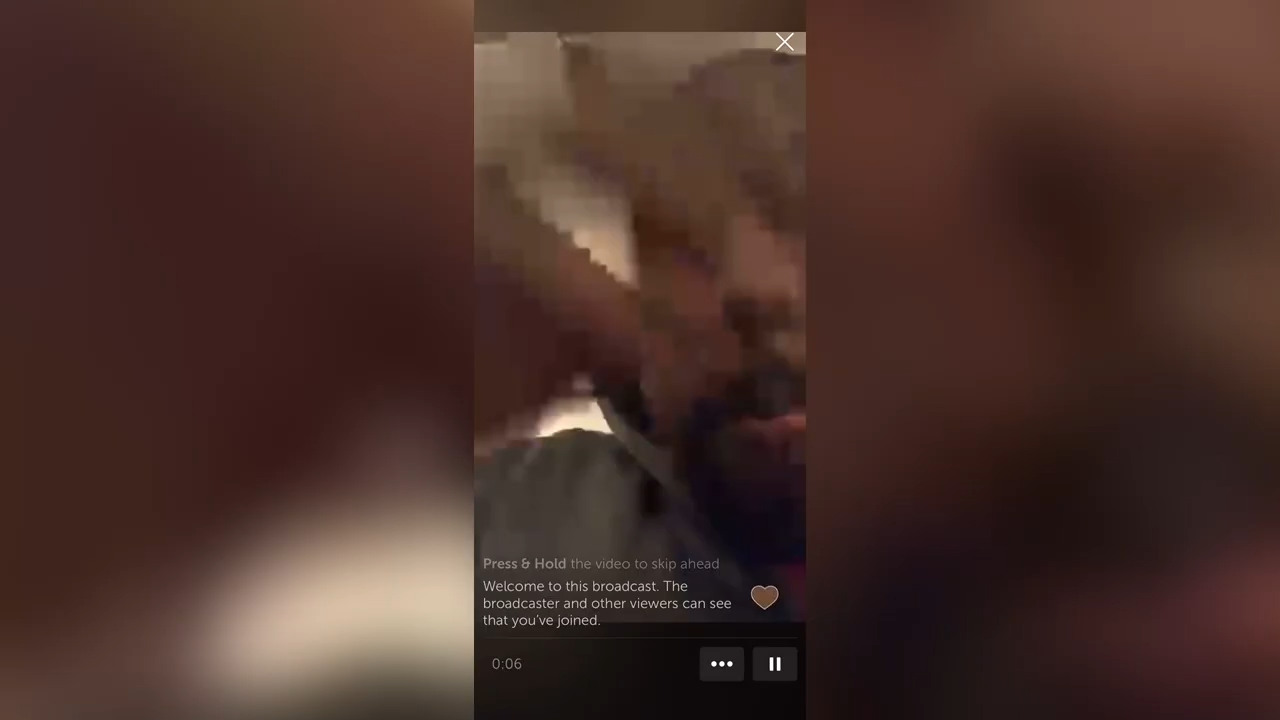 Press & Hold the video to skip ahead
Welcome to this broadcast. The
broadcaster and other viewers can see
that you've joined.
0:06